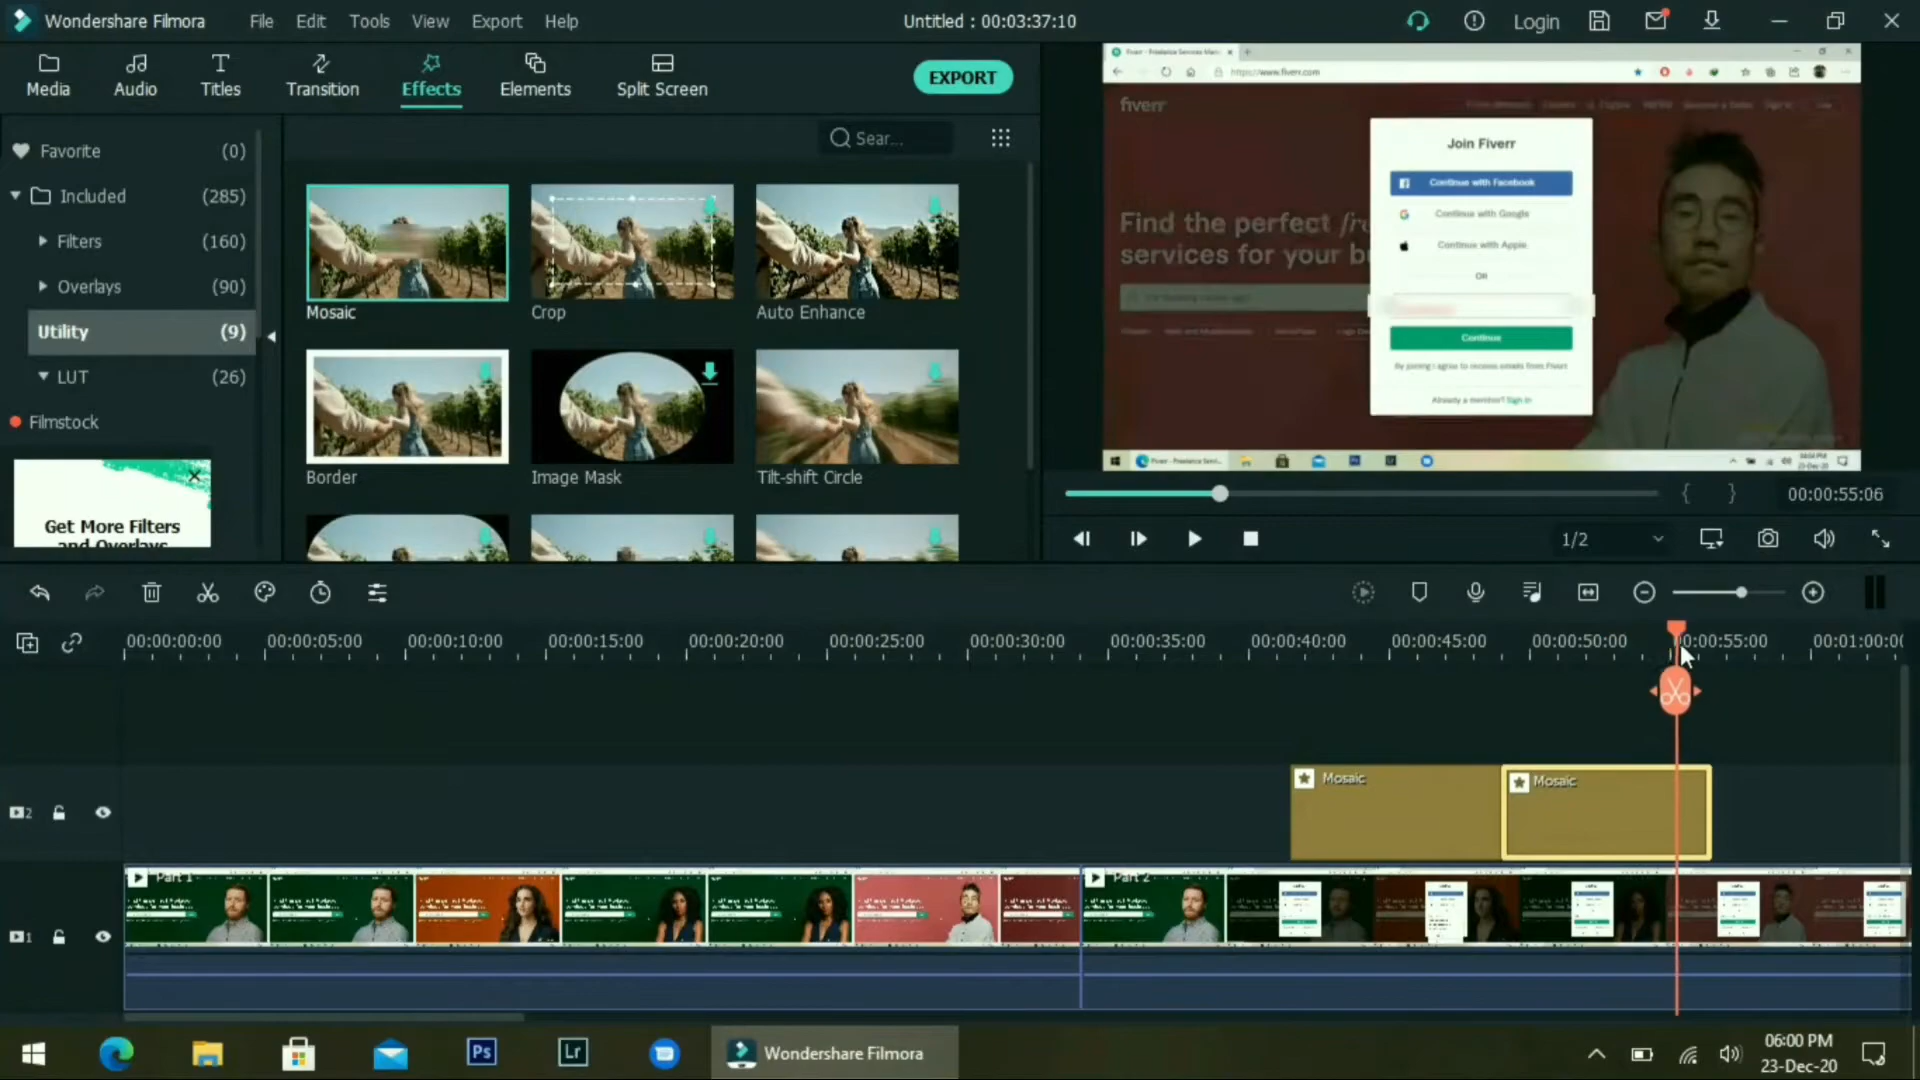 Wondershare Filmora File Edit Tools View Export Help Untitled : 00:03:37:10 Login
Media Audio Titles Transition Effects Elements Split Screen EXPORT
Favorite (0)
Included (285)
Filters (160)
Overlays (90)
Utility (9)
LUT (26)
Filmstock
Get More Filters
and Overlays
Sear...
Mosaic Crop Auto Enhance
Border Image Mask Tilt-shift Circle
https://www.fiverr.com
fiverr
Find the perfect
services for your
Join Fiverr
Continue with Facebook
Continue with Google
Continue with Apple
OR
Continue
By joining I agree to receive emails from Fiverr
Already a member? Sign In
00:00:55:06
1/2
00:00:00:00 00:00:05:00 00:00:10:00 00:00:15:00 00:00:20:00 00:00:25:00 00:00:30:00 00:00:35:00 00:00:40:00 00:00:45:00 00:00:50:00 00:00:55:00 00:01:00:0
2
Mosaic Mosaic
1
Part 1 Part 2
Ps Lr Wondershare Filmora
06:00 PM
23-Dec-20